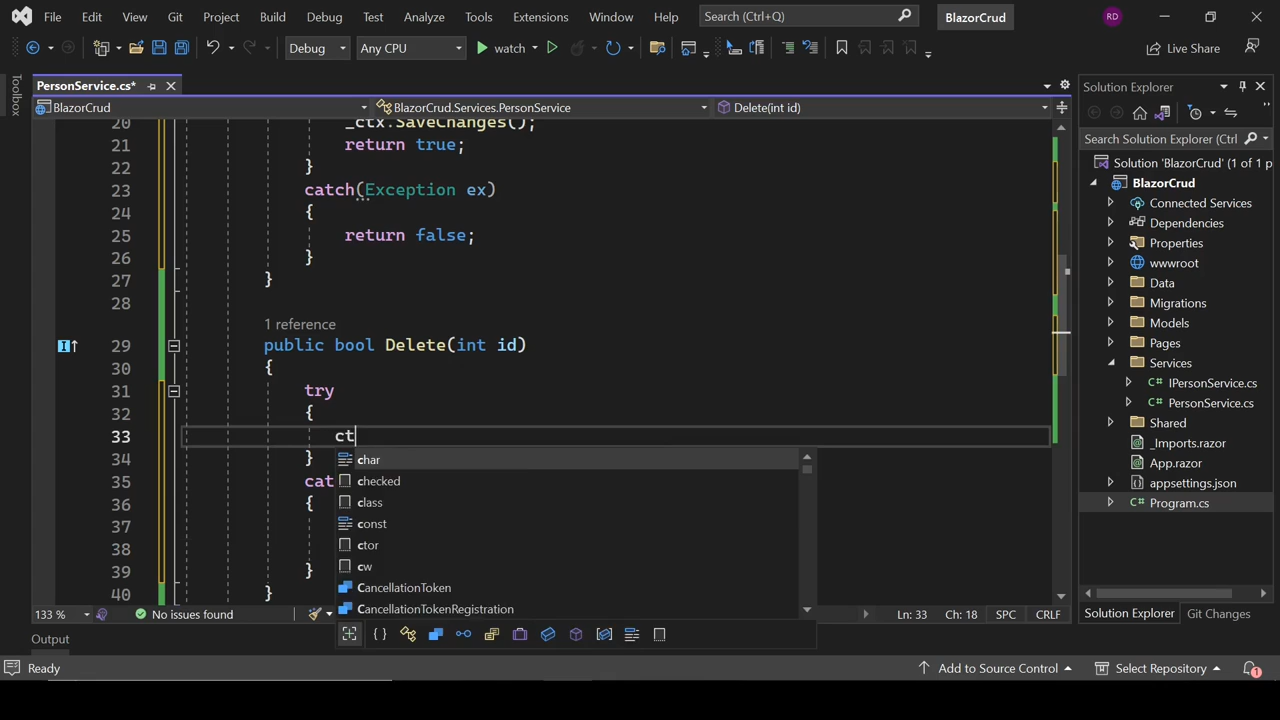 File Edit View Git Project Build Debug Test Analyze Tools Extensions Window Help Search (Ctrl+Q) BlazorCrud RD
Debug Any CPU watch Live Share
PersonService.cs*
BlazorCrud BlazorCrud.Services.PersonService Delete(int id)
Toolbox
20 _ctx.SaveChanges();
21 return true;
22 }
23 catch(Exception ex)
24 {
25 return false;
26 }
27 }
28
1 reference
29 public bool Delete(int id)
30 {
31 try
32 {
33 ct
34 }
35 cat
36 {
37
38
39 }
40 }
char
checked
class
const
ctor
cw
CancellationToken
CancellationTokenRegistration
133 % No issues found Ln: 33 Ch: 18 SPC CRLF
Output
Solution Explorer
Search Solution Explorer (Ctrl
Solution 'BlazorCrud' (1 of 1 p
BlazorCrud
Connected Services
Dependencies
Properties
wwwroot
Data
Migrations
Models
Pages
Services
IPersonService.cs
PersonService.cs
Shared
_Imports.razor
App.razor
appsettings.json
Program.cs
Solution Explorer Git Changes
Ready Add to Source Control Select Repository 1